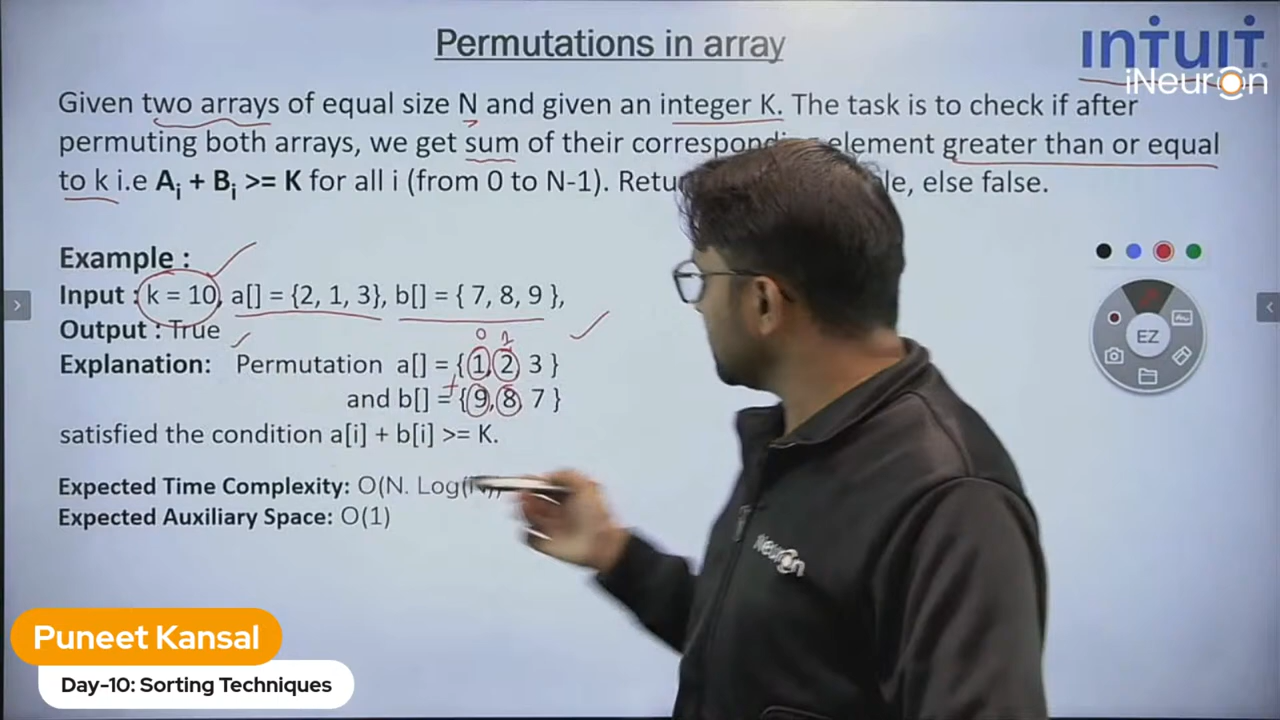 Permutations in array
INTUIT
iNeuron
Given two arrays of equal size N and given an integer K. The task is to check if after
permuting both arrays, we get sum of their element greater than or equal
to k i.e Aᵢ + Bᵢ >= K for all i (from 0 to N-1). else false.
Example :
Input : k = 10, a[] = {2, 1, 3}, b[] = { 7, 8, 9 },
Output : True
0 1
Explanation: Permutation a[] = { 1, 2 3 }
+
and b[] = { 9, 8, 7 }
satisfied the condition a[i] + b[i] >= K.
Expected Time Complexity: O(N.
Expected Auxiliary Space: O(1)
EZ
iNeuron
Puneet Kansal
Day-10: Sorting Techniques